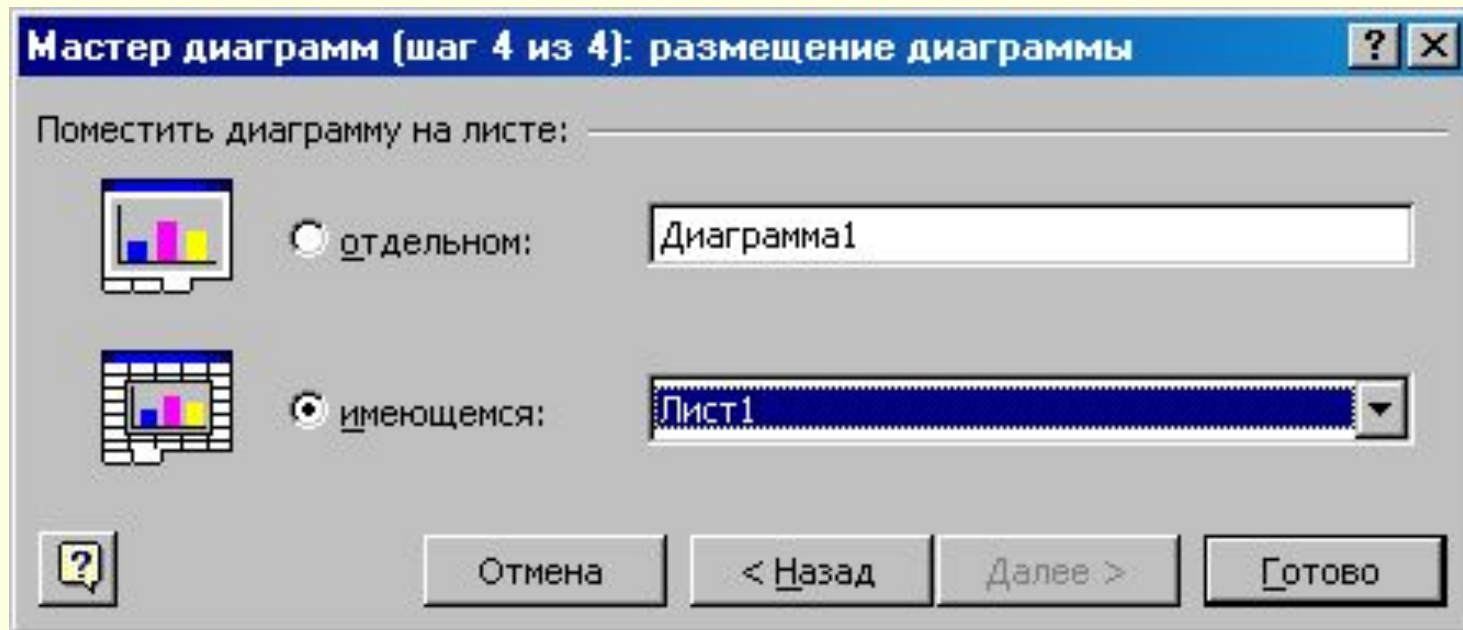 Мастер диаграмм (шаг 4 из 4): размещение диаграммы
Поместить диаграмму на листе:
отдельном: Диаграмма1
имеющемся: Лист1
Отмена < Назад Далее > Готово